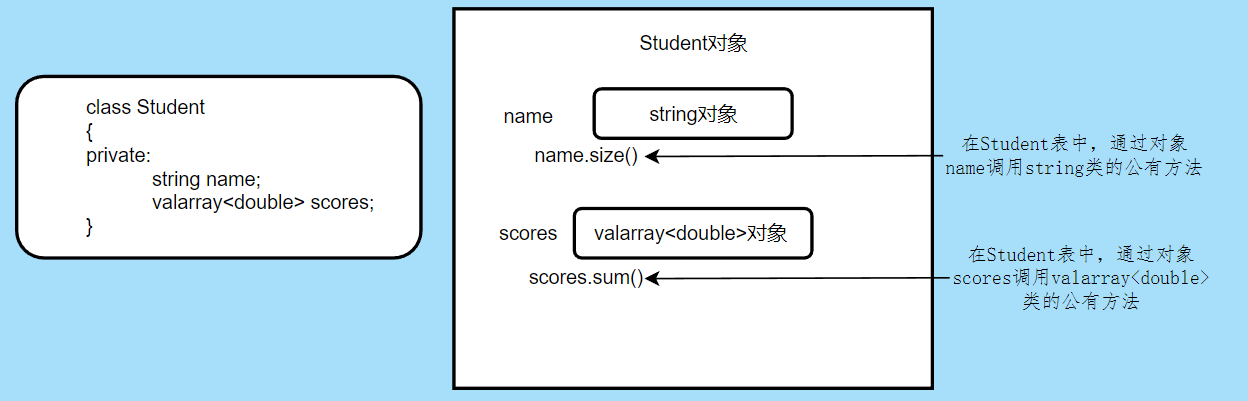 class Student
{
private:
string name;
valarray<double> scores;
}
Student对象
name
string对象
name.size()
在Student表中，通过对象
name调用string类的公有方法
scores
valarray<double>对象
scores.sum()
在Student表中，通过对象
scores调用valarray<double>
类的公有方法